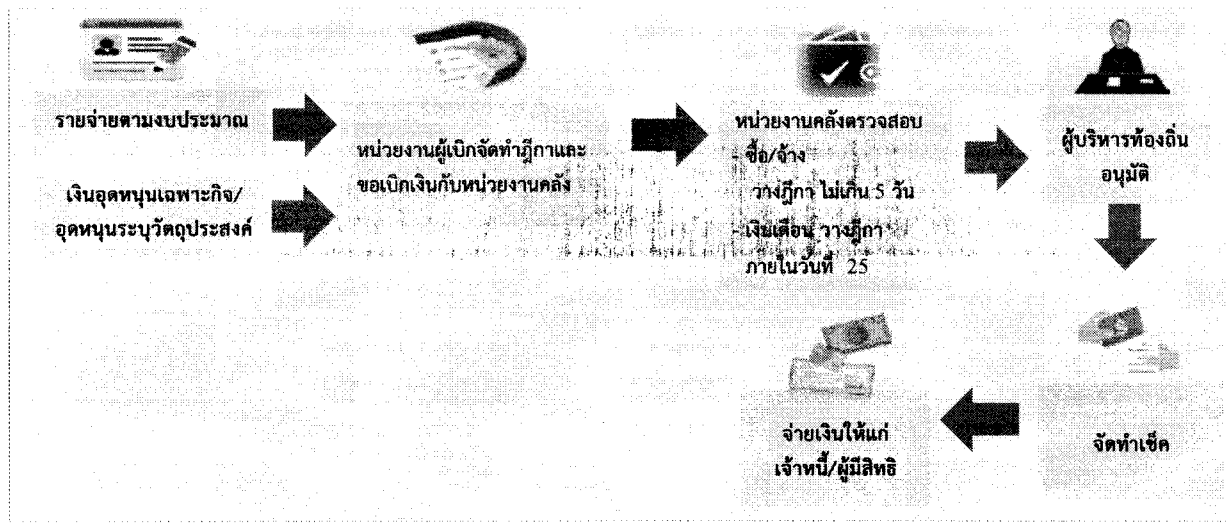 รายจ่ายตามงบประมาณ
เงินอุดหนุนเฉพาะกิจ/
อุดหนุนระบุวัตถุประสงค์
หน่วยงานผู้เบิกจัดทำฎีกาและ
ขอเบิกเงินกับหน่วยงานคลัง
หน่วยงานคลังตรวจสอบ
- ซื้อ/จ้าง
วางฎีกา ไม่เกิน 5 วัน
- เงินเดือน วางฎีกา
ภายในวันที่ 25
ผู้บริหารท้องถิ่น
อนุมัติ
จัดทำเช็ค
จ่ายเงินให้แก่
เจ้าหนี้/ผู้มีสิทธิ